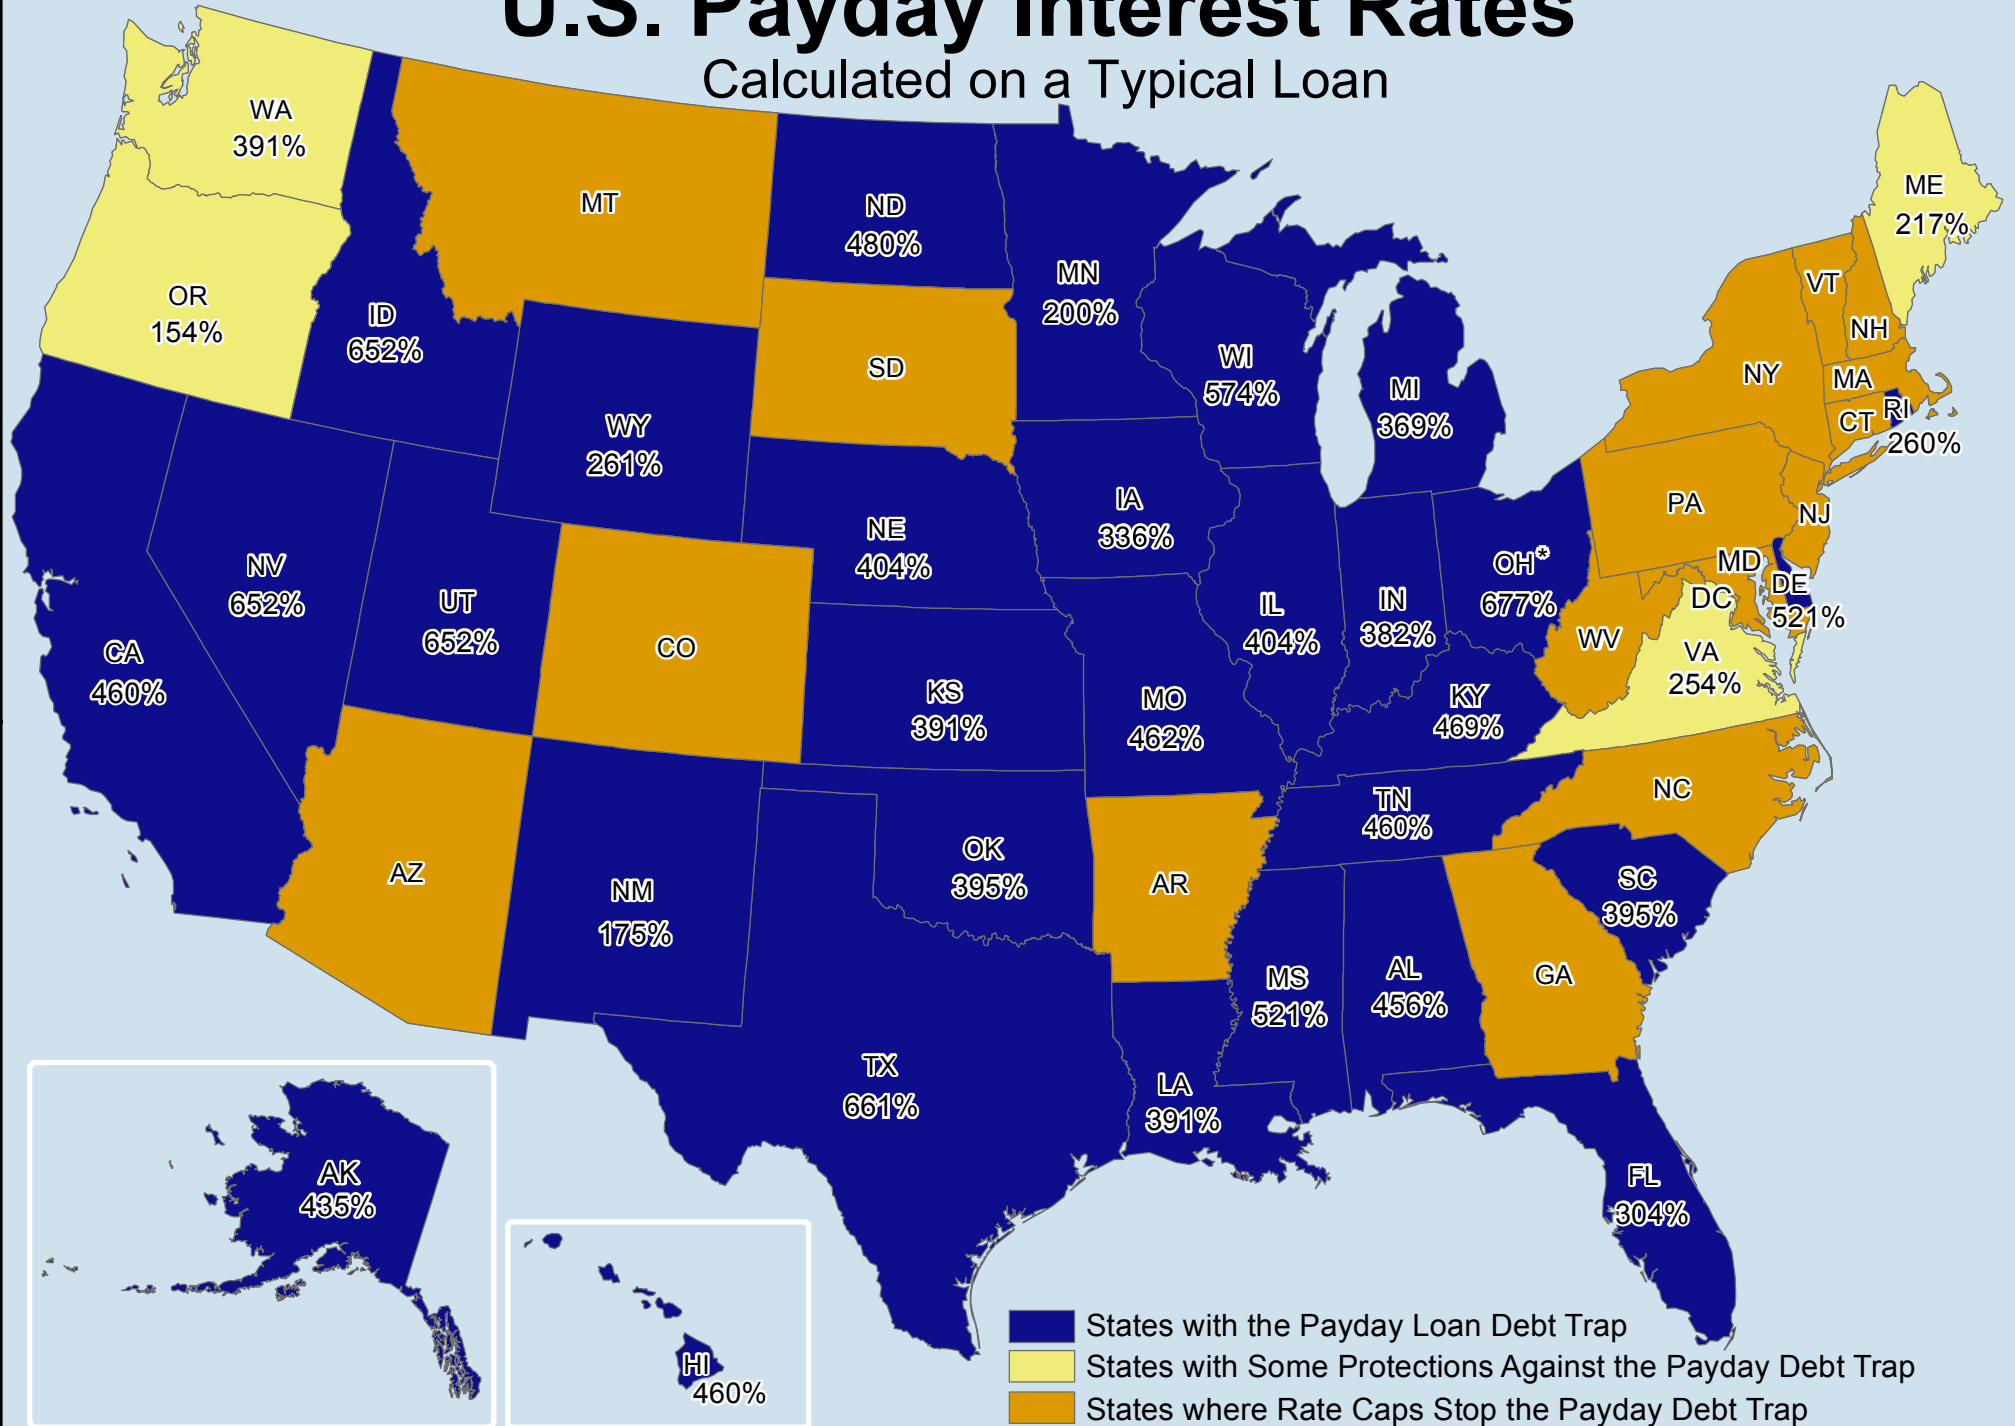 U.S. Payday Interest Rates
Calculated on a Typical Loan
WA
391%
OR
154%
ID
652%
MT
ND
480%
MN
200%
WI
574%
MI
369%
ME
217%
VT
NH
NY
MA
CT
RI
260%
SD
WY
261%
NE
404%
IA
336%
IL
404%
IN
382%
OH*
677%
PA
NJ
MD
DE
521%
DC
WV
VA
254%
CA
460%
NV
652%
UT
652%
CO
KS
391%
MO
462%
KY
469%
TN
460%
NC
SC
395%
AZ
NM
175%
OK
395%
AR
MS
521%
AL
456%
GA
TX
661%
LA
391%
FL
304%
AK
435%
HI
460%
States with the Payday Loan Debt Trap
States with Some Protections Against the Payday Debt Trap
States where Rate Caps Stop the Payday Debt Trap